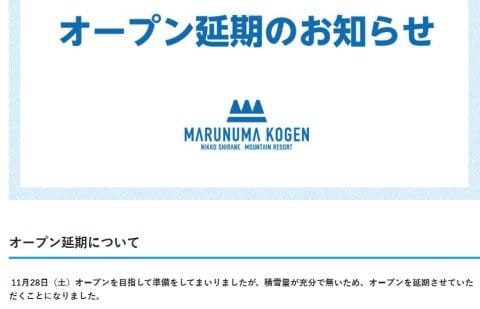 オープン延期のお知らせ
MARUNUMA KOGEN
NIKKO SHIRANE MOUNTAIN RESORT
オープン延期について
11月28日（土）オープンを目指して準備をしてまいりましたが、積雪量が充分で無いため、オープンを延期させていた
だくことになりました。